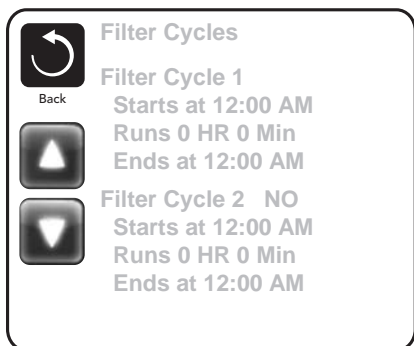 Filter Cycles
Back
Filter Cycle 1
Starts at 12:00 AM
Runs 0 HR 0 Min
Ends at 12:00 AM
Filter Cycle 2 NO
Starts at 12:00 AM
Runs 0 HR 0 Min
Ends at 12:00 AM